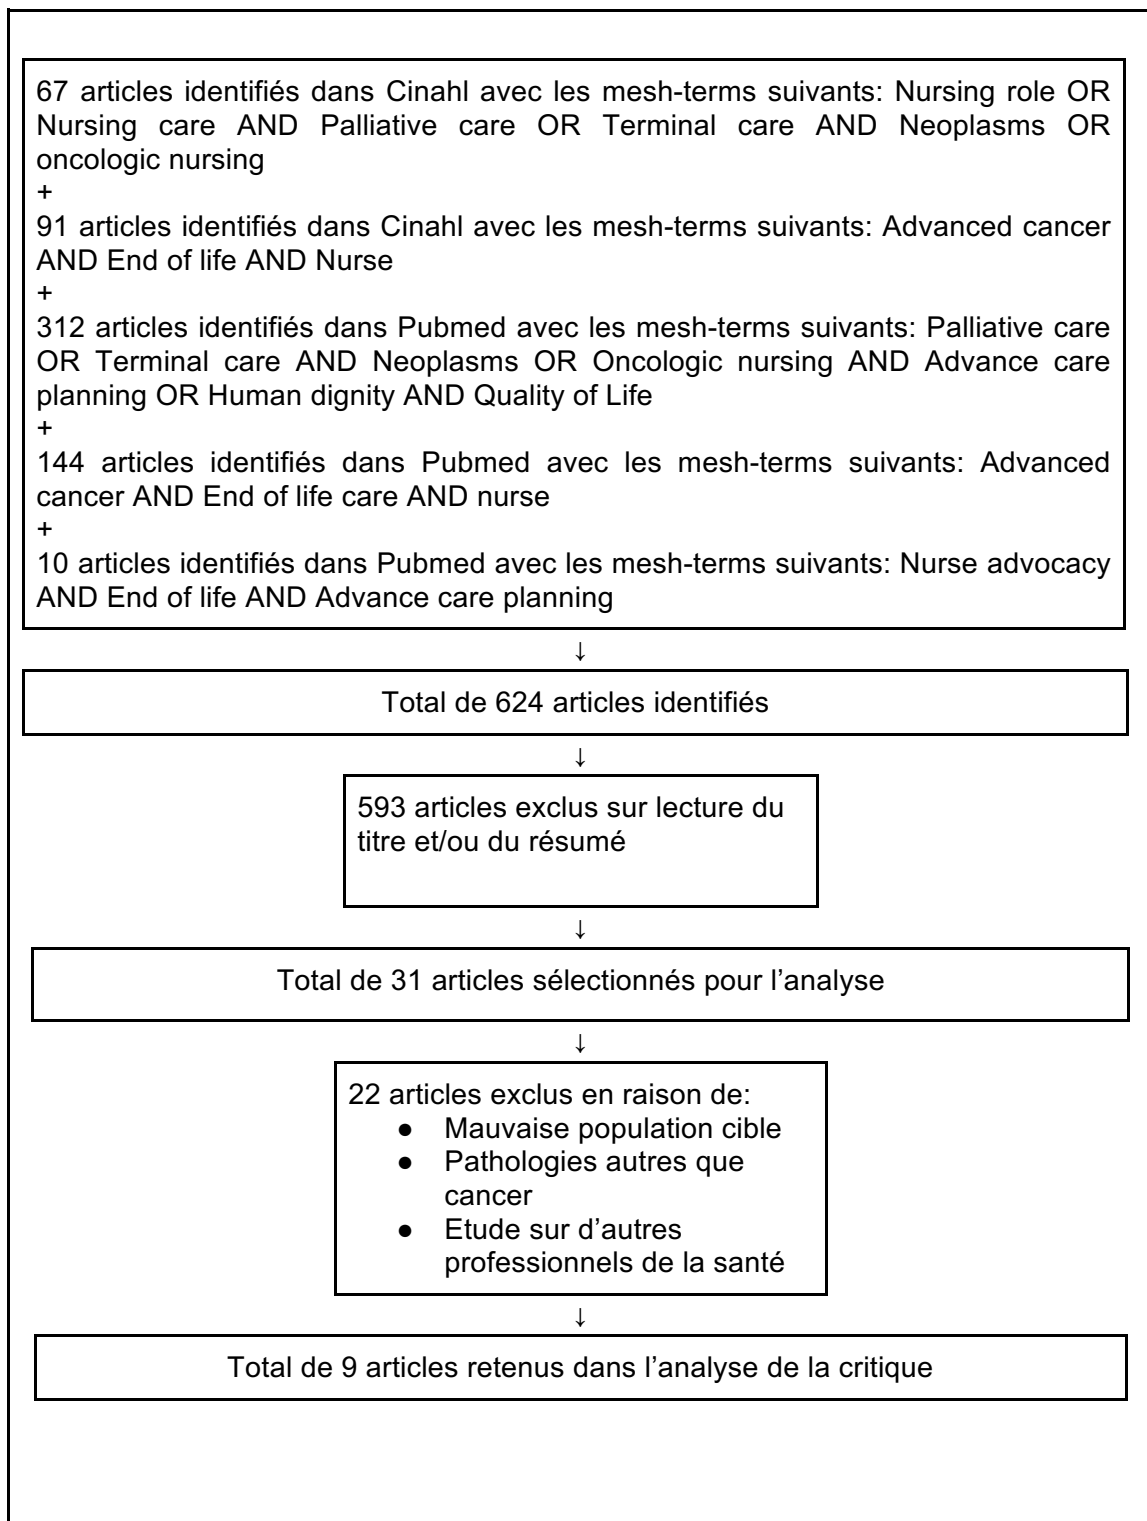 67 articles identifiés dans Cinahl avec les mesh-terms suivants: Nursing role OR
Nursing care AND Palliative care OR Terminal care AND Neoplasms OR
oncologic nursing
+
91 articles identifiés dans Cinahl avec les mesh-terms suivants: Advanced cancer
AND End of life AND Nurse
+
312 articles identifiés dans Pubmed avec les mesh-terms suivants: Palliative care
OR Terminal care AND Neoplasms OR Oncologic nursing AND Advance care
planning OR Human dignity AND Quality of Life
+
144 articles identifiés dans Pubmed avec les mesh-terms suivants: Advanced
cancer AND End of life care AND nurse
+
10 articles identifiés dans Pubmed avec les mesh-terms suivants: Nurse advocacy
AND End of life AND Advance care planning
↓
Total de 624 articles identifiés
↓
593 articles exclus sur lecture du
titre et/ou du résumé
↓
Total de 31 articles sélectionnés pour l’analyse
↓
22 articles exclus en raison de:
● Mauvaise population cible
● Pathologies autres que
cancer
● Etude sur d’autres
professionnels de la santé
↓
Total de 9 articles retenus dans l’analyse de la critique